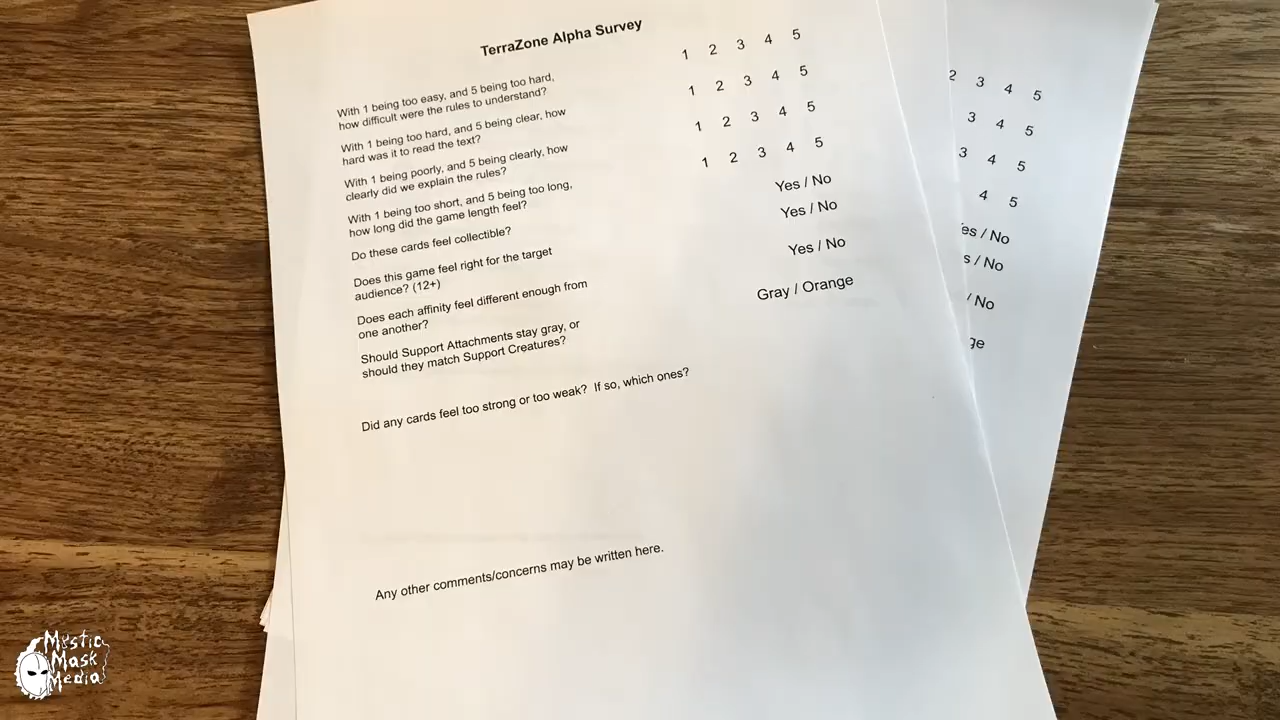 TerraZone Alpha Survey
With 1 being too easy, and 5 being too hard,
how difficult were the rules to understand?
1 2 3 4 5
With 1 being too hard, and 5 being clear, how
hard was it to read the text?
1 2 3 4 5
With 1 being poorly, and 5 being clearly, how
clearly did we explain the rules?
1 2 3 4 5
With 1 being too short, and 5 being too long,
how long did the game length feel?
1 2 3 4 5
Do these cards feel collectible?
Yes / No
Does this game feel right for the target
audience? (12+)
Yes / No
Does each affinity feel different enough from
one another?
Yes / No
Should Support Attachments stay gray, or
should they match Support Creatures?
Gray / Orange
Did any cards feel too strong or too weak? If so, which ones?
Any other comments/concerns may be written here.
2 3 4 5
3 4 5
3 4 5
4 5
es / No
s / No
/ No
ge
Mystic
Mask
Media